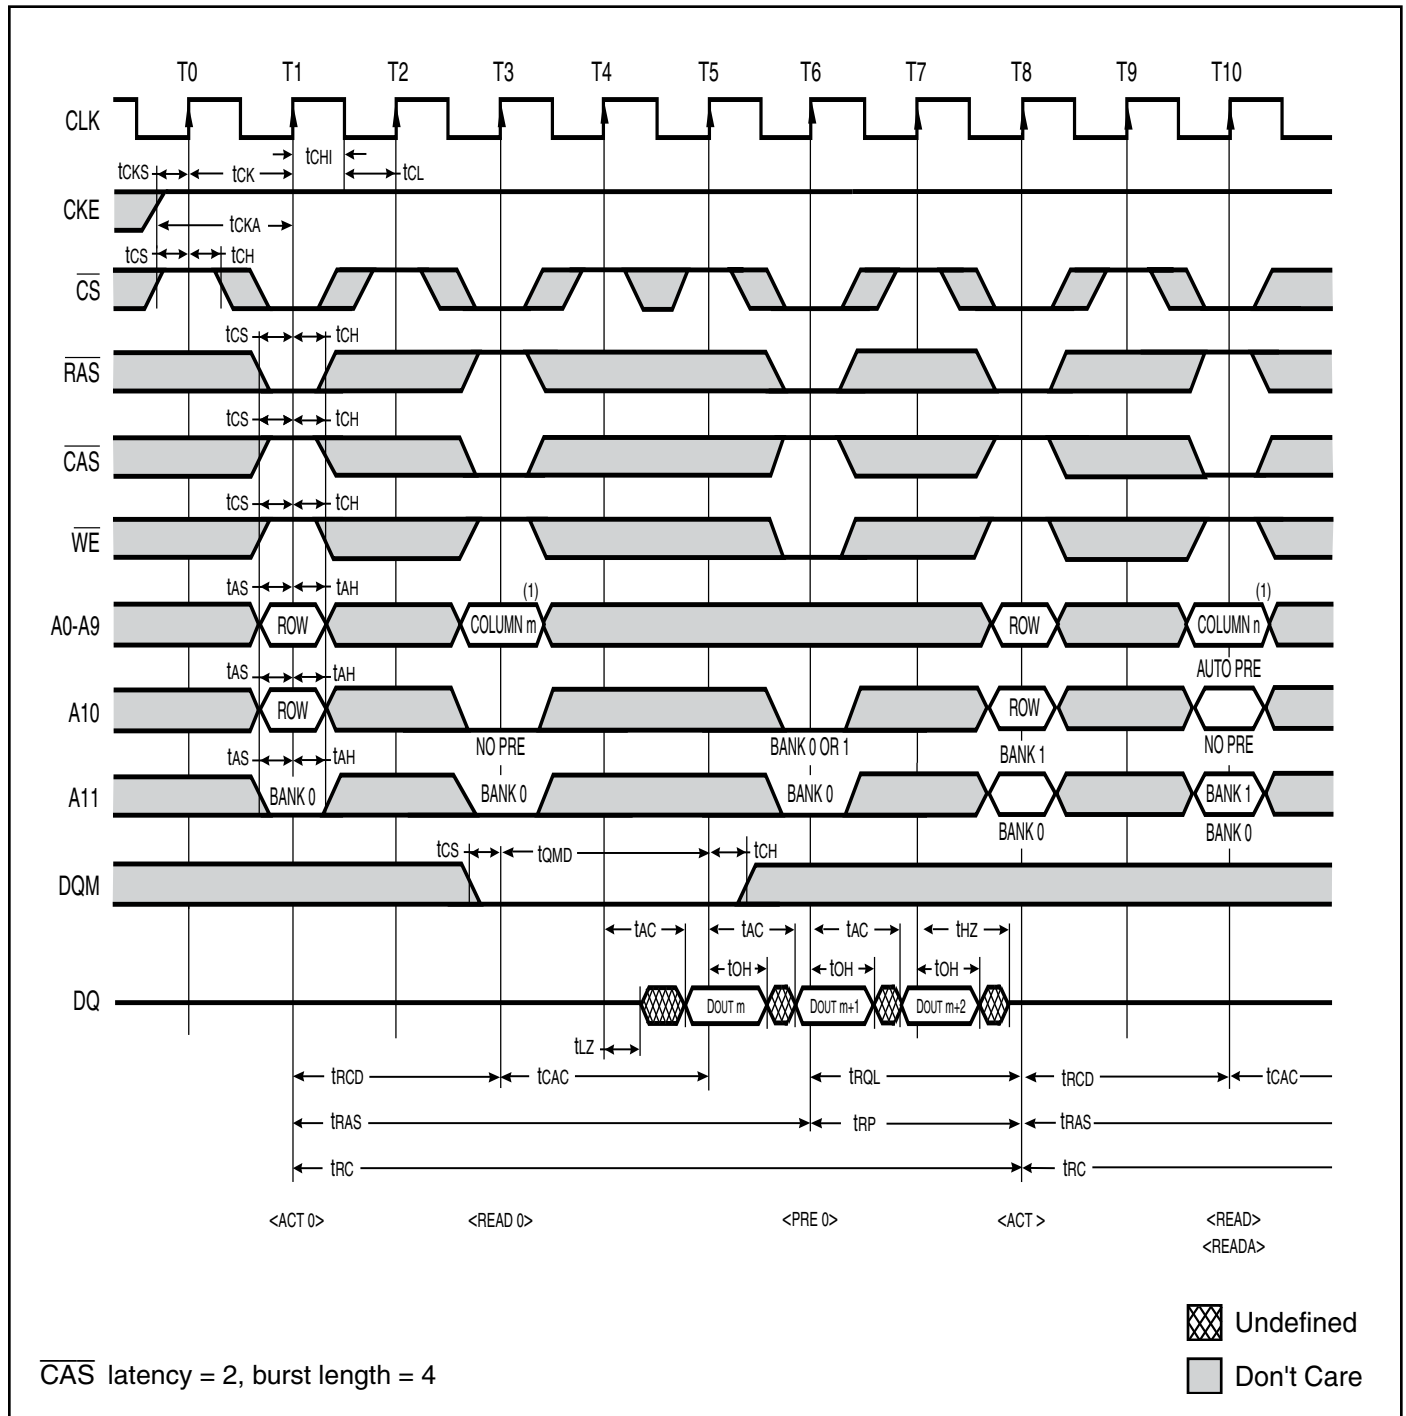 T0 T1 T2 T3 T4 T5 T6 T7 T8 T9 T10
CLK
tCHI
tCKS tCK tCL
CKE
tCKA
tCS tCH
CS
tCS tCH
RAS
tCS tCH
CAS
tCS tCH
WE
tAS tAH (1) (1)
A0-A9 ROW COLUMN m ROW COLUMN n
tAS tAH AUTO PRE
A10 ROW ROW
NO PRE BANK 0 OR 1 BANK 1 NO PRE
tAS tAH
A11 BANK 0 BANK 0 BANK 0 BANK 1
BANK 0 BANK 0
tCS tQMD tCH
DQM
tAC tAC tAC tHZ
tOH tOH tOH
DQ DOUT m DOUT m+1 DOUT m+2
tLZ
tRCD tCAC tRQL tRCD tCAC
tRAS tRP tRAS
tRC tRC
<ACT 0> <READ 0> <PRE 0> <ACT > <READ>
<READA>
Undefined
CAS latency = 2, burst length = 4
Don't Care